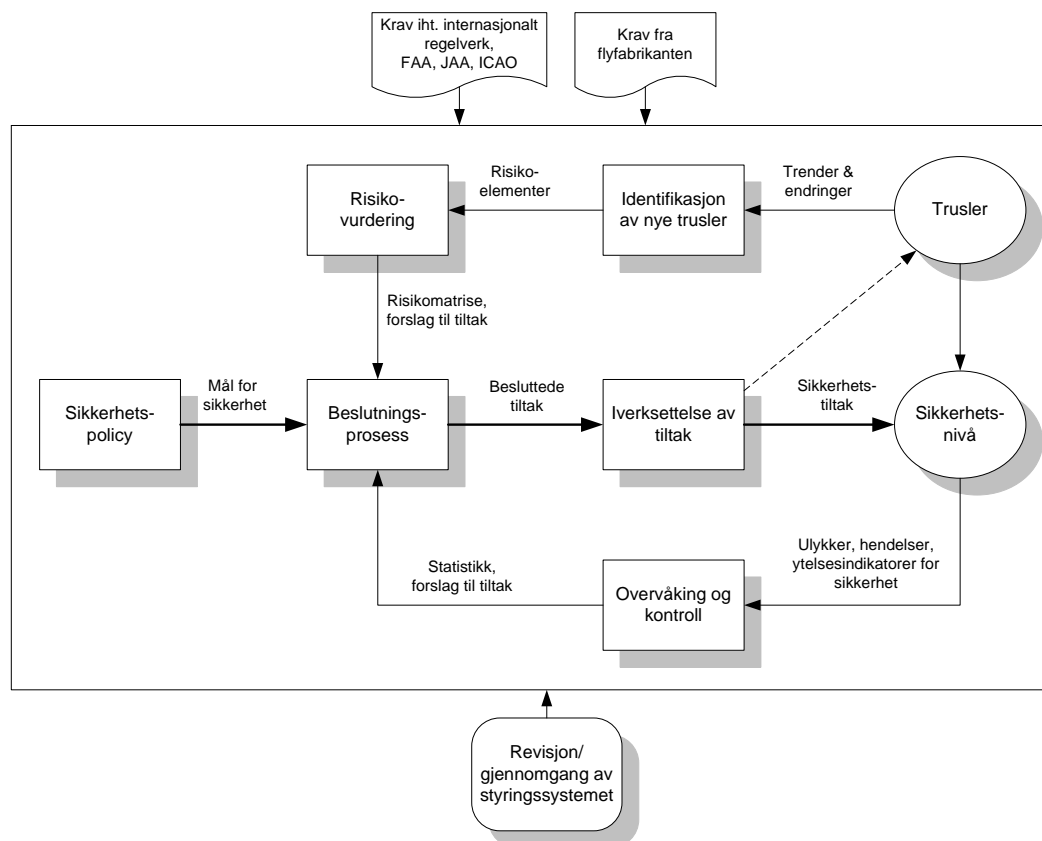 Krav iht. internasjonalt
regelverk,
FAA, JAA, ICAO
Krav fra
flyfabrikanten
Risiko-
vurdering
Risiko-
elementer
Identifikasjon
av nye trusler
Trender &
endringer
Trusler
Risikomatrise,
forslag til tiltak
Sikkerhets-
policy
Mål for
sikkerhet
Beslutnings-
prosess
Besluttede
tiltak
Iverksettelse av
tiltak
Sikkerhets-
tiltak
Sikkerhets-
nivå
Statistikk,
forslag til tiltak
Overvåking og
kontroll
Ulykker, hendelser,
ytelsesindikatorer for
sikkerhet
Revisjon/
gjennomgang av
styringssystemet